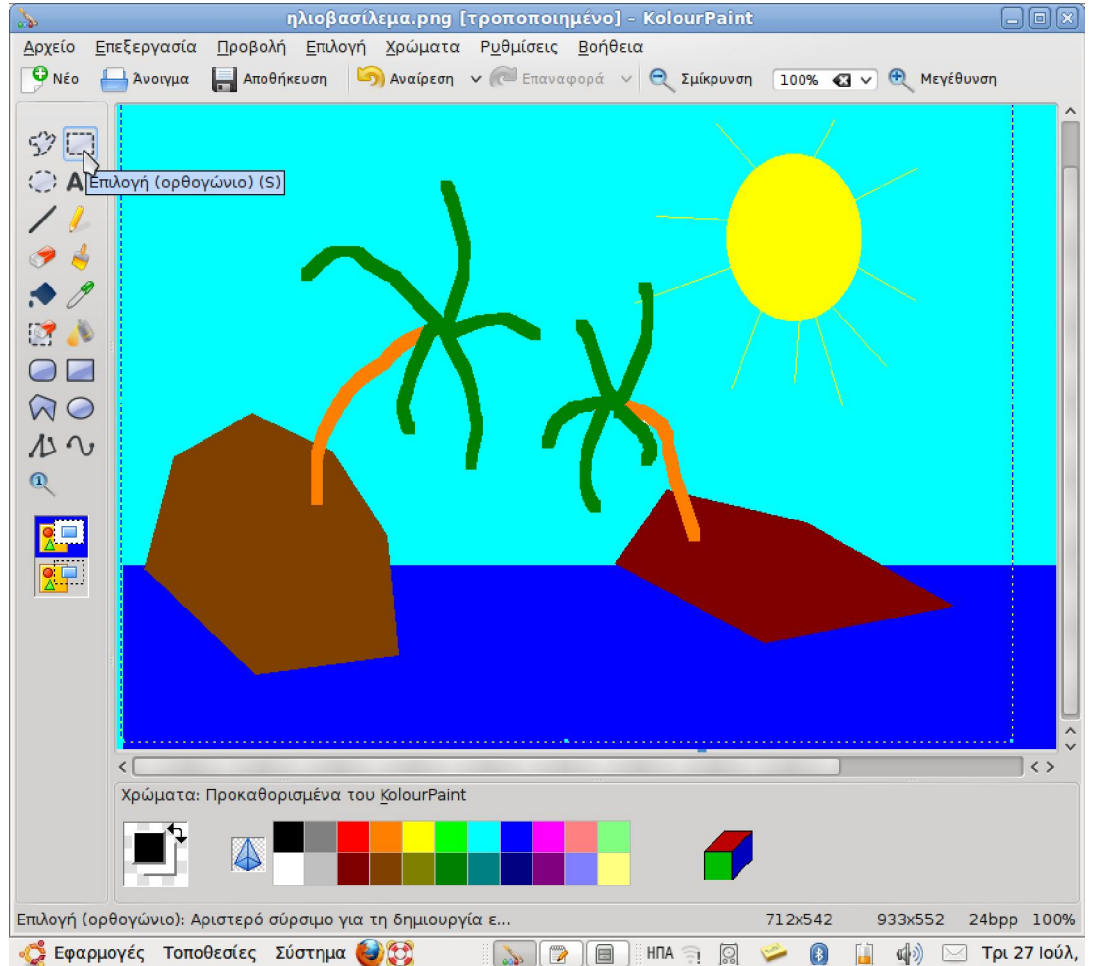 ηλιοβασίλεμα.png [τροποποιημένο] – KolourPaint
Αρχείο Επεξεργασία Προβολή Επιλογή Χρώματα Ρυθμίσεις Βοήθεια
Νέο Άνοιγμα Αποθήκευση Αναίρεση Επαναφορά Σμίκρυνση 100% Μεγέθυνση
A
Επιλογή (ορθογώνιο) (S)
Χρώματα: Προκαθορισμένα του KolourPaint
Επιλογή (ορθογώνιο): Αριστερό σύρσιμο για τη δημιουργία ε... 712x542 933x552 24bpp 100%
Εφαρμογές Τοποθεσίες Σύστημα ΗΠΑ Τρι 27 Ιούλ,